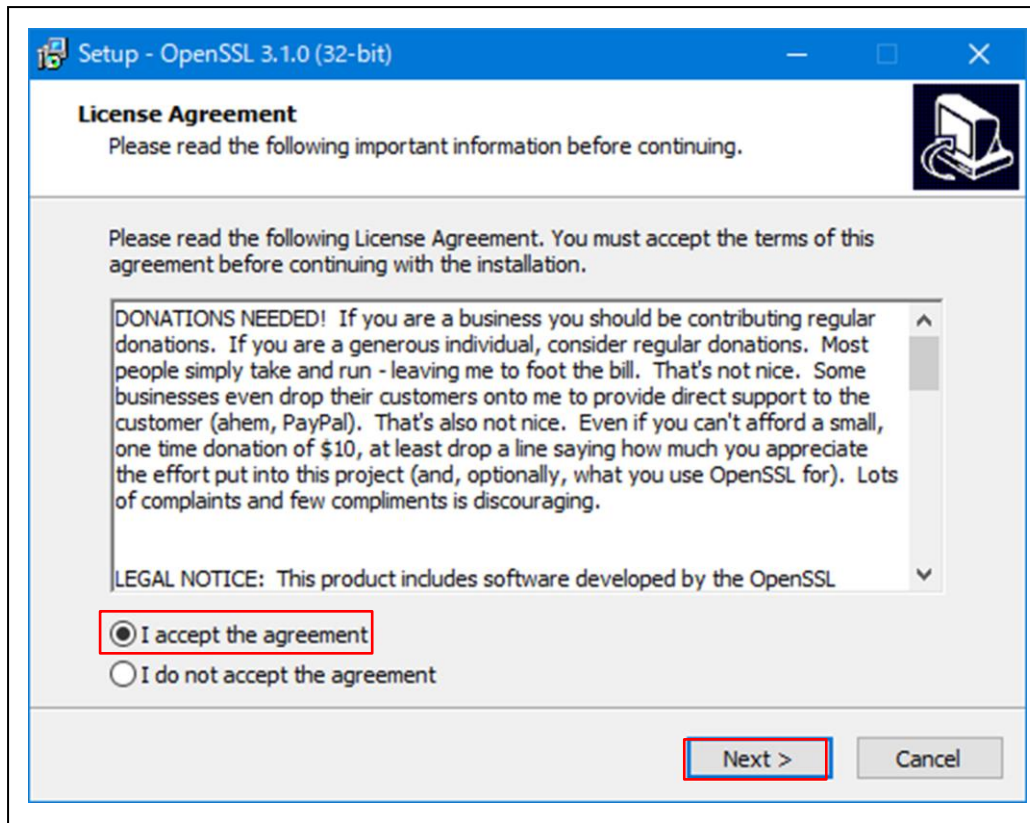 Setup - OpenSSL 3.1.0 (32-bit)
License Agreement
Please read the following important information before continuing.
Please read the following License Agreement. You must accept the terms of this
agreement before continuing with the installation.
DONATIONS NEEDED!  If you are a business you should be contributing regular
donations.  If you are a generous individual, consider regular donations.  Most
people simply take and run - leaving me to foot the bill.  That's not nice.  Some
businesses even drop their customers onto me to provide direct support to the
customer (ahem, PayPal).  That's also not nice.  Even if you can't afford a small,
one time donation of $10, at least drop a line saying how much you appreciate
the effort put into this project (and, optionally, what you use OpenSSL for).  Lots
of complaints and few compliments is discouraging.
LEGAL NOTICE:  This product includes software developed by the OpenSSL
I accept the agreement
I do not accept the agreement
Next >
Cancel